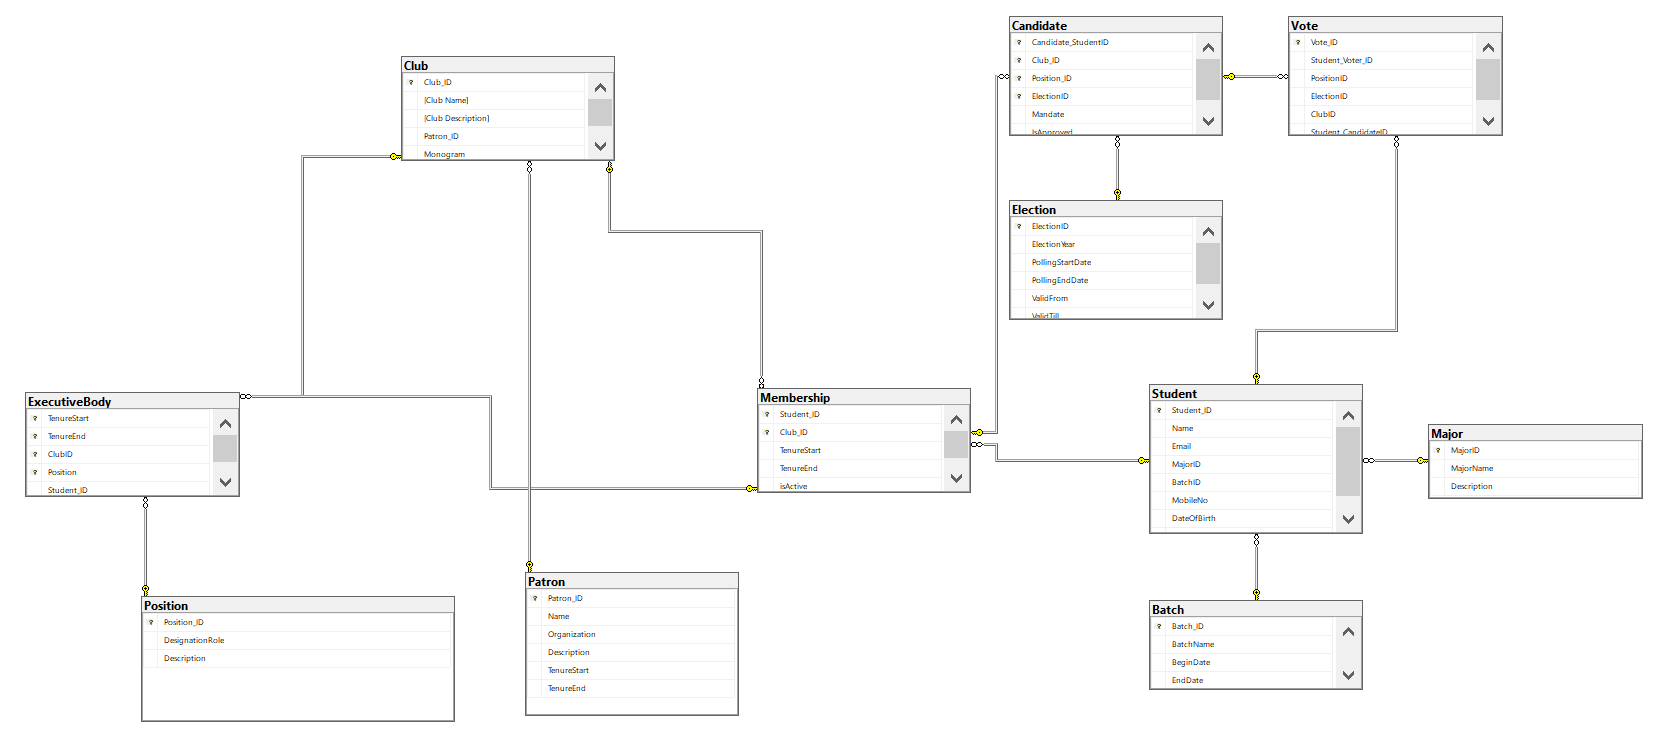 Club
Club_ID
[Club Name]
[Club Description]
Patron_ID
Monogram
Candidate
Candidate_StudentID
Club_ID
Position_ID
ElectionID
Mandate
IsApproved
Vote
Vote_ID
Student_Voter_ID
PositionID
ElectionID
ClubID
Student_CandidateID
Election
ElectionID
ElectionYear
PollingStartDate
PollingEndDate
ValidFrom
ValidTill
ExecutiveBody
TenureStart
TenureEnd
ClubID
Position
Student_ID
Membership
Student_ID
Club_ID
TenureStart
TenureEnd
isActive
Student
Student_ID
Name
Email
MajorID
BatchID
MobileNo
DateOfBirth
Major
MajorID
MajorName
Description
Position
Position_ID
DesignationRole
Description
Patron
Patron_ID
Name
Organization
Description
TenureStart
TenureEnd
Batch
Batch_ID
BatchName
BeginDate
EndDate